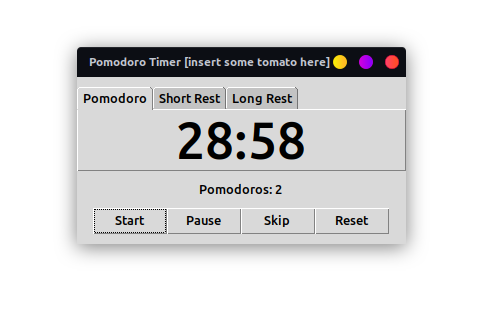 Pomodoro Timer [insert some tomato here]
Pomodoro Short Rest Long Rest
28:58
Pomodoros: 2
Start Pause Skip Reset